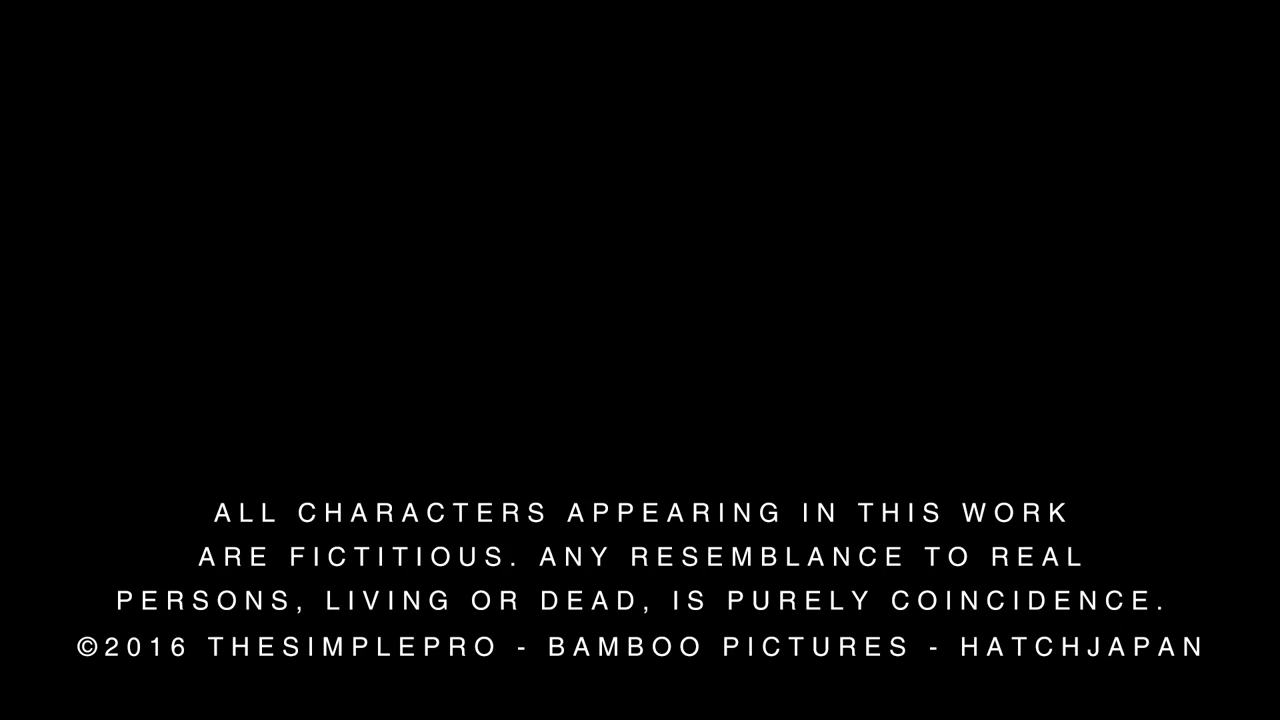 ALL CHARACTERS APPEARING IN THIS WORK
ARE FICTITIOUS. ANY RESEMBLANCE TO REAL
PERSONS, LIVING OR DEAD, IS PURELY COINCIDENCE.
©2016 THESIMPLEPRO - BAMBOO PICTURES - HATCHJAPAN